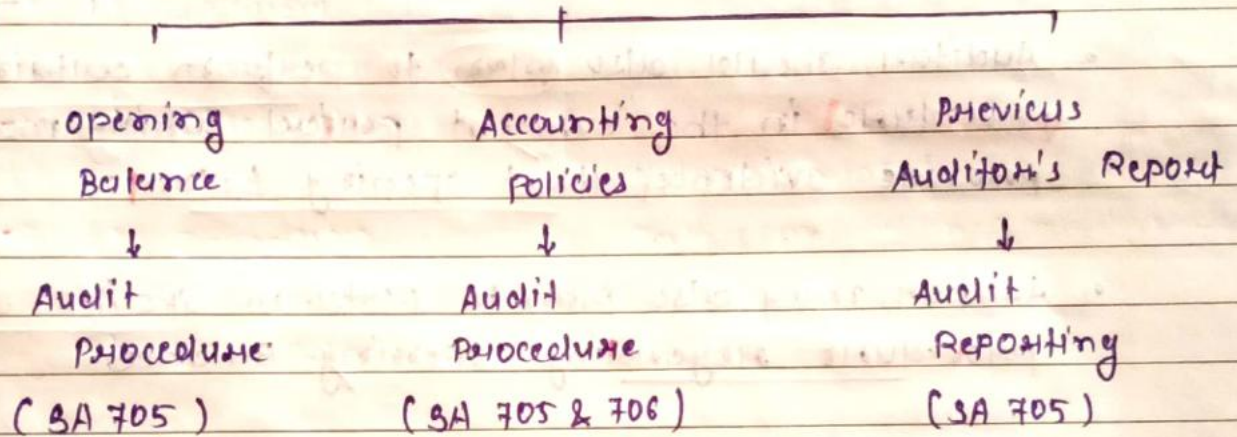 Opening
Balance
↓
Audit
Procedure
(SA 705)
Accounting
policies
↓
Audit
Procedure
(SA 705 & 706)
Previous
Auditor's Report
↓
Audit
Reporting
(SA 705)